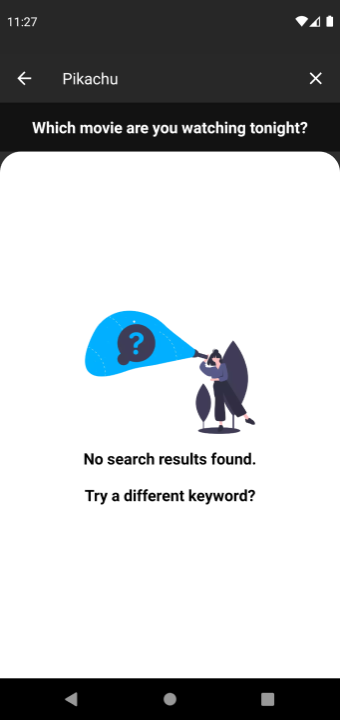 11:27
Pikachu
Which movie are you watching tonight?
?
No search results found.
Try a different keyword?